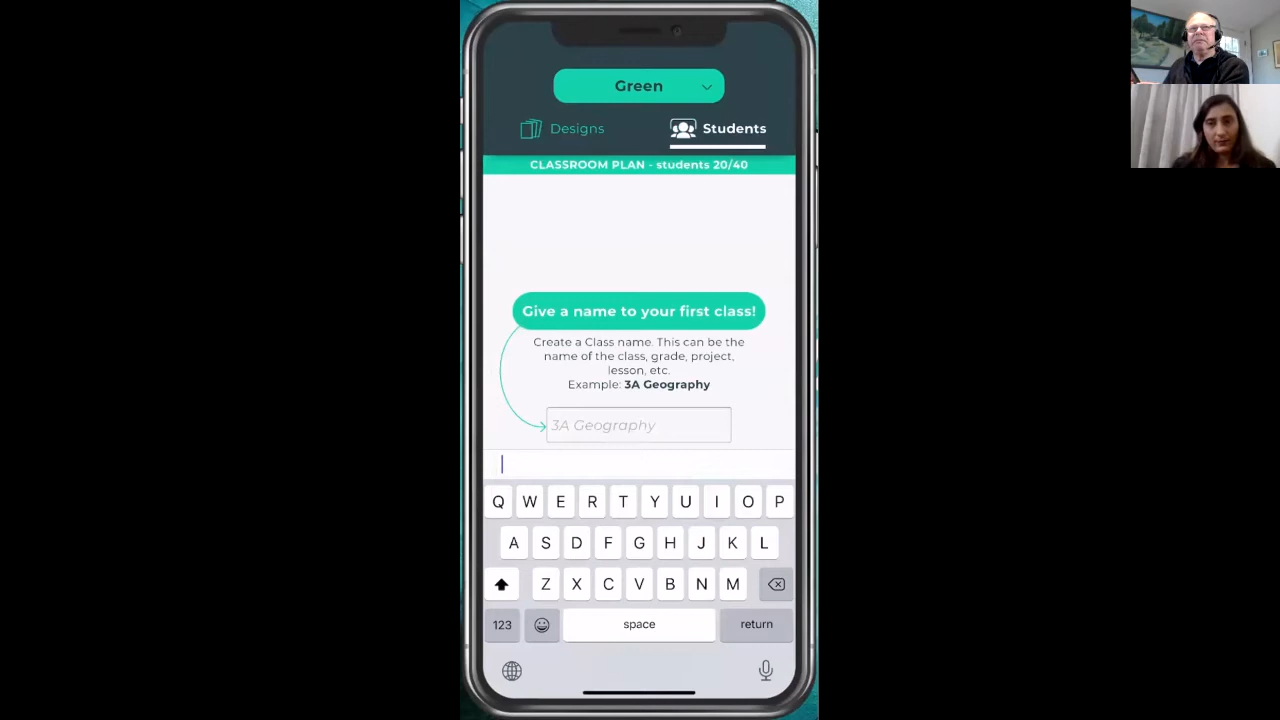 Green
Designs
Students
CLASSROOM PLAN - students 20/40
Give a name to your first class!
Create a Class name. This can be the
name of the class, grade, project,
lesson, etc.
Example: 3A Geography
3A Geography
Q W E R T Y U I O P
A S D F G H J K L
Z X C V B N M
123 space return